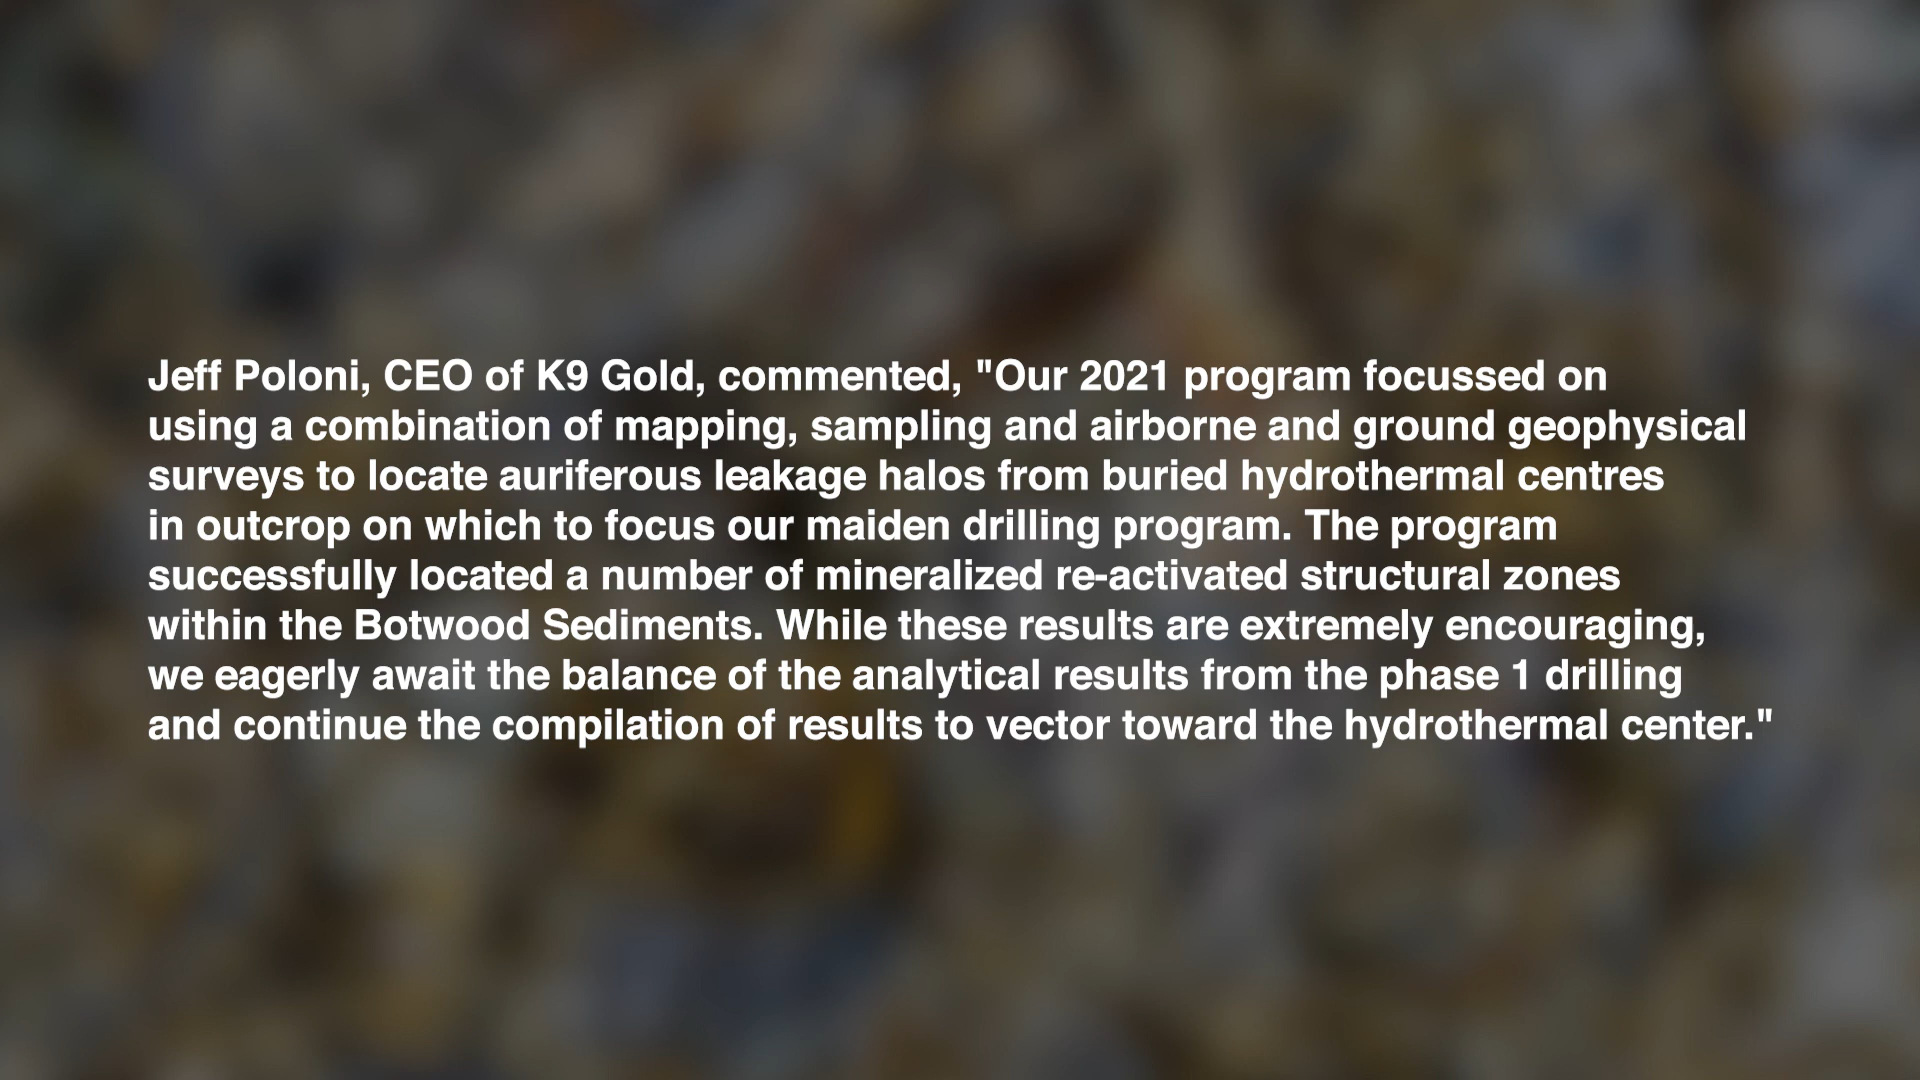 Jeff Poloni, CEO of K9 Gold, commented, "Our 2021 program focussed on
using a combination of mapping, sampling and airborne and ground geophysical
surveys to locate auriferous leakage halos from buried hydrothermal centres
in outcrop on which to focus our maiden drilling program. The program
successfully located a number of mineralized re-activated structural zones
within the Botwood Sediments. While these results are extremely encouraging,
we eagerly await the balance of the analytical results from the phase 1 drilling
and continue the compilation of results to vector toward the hydrothermal center."